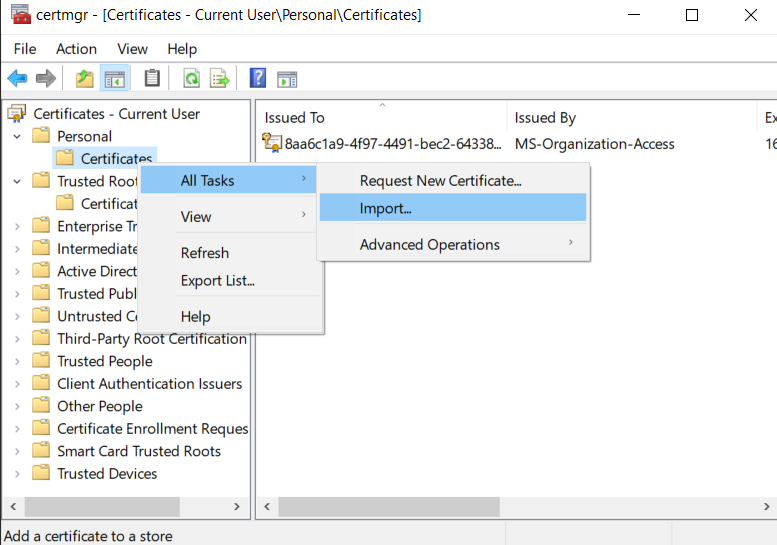 certmgr - [Certificates - Current User\Personal\Certificates]
File Action View Help
Certificates - Current User
Personal
Certificates
Trusted Root
Certificat
Enterprise Tr
Intermediate
Active Direct
Trusted Publ
Untrusted Ce
Third-Party Root Certification
Trusted People
Client Authentication Issuers
Other People
Certificate Enrollment Reques
Smart Card Trusted Roots
Trusted Devices
Issued To Issued By Ex
8aa6c1a9-4f97-4491-bec2-64338... MS-Organization-Access 16
All Tasks
View
Refresh
Export List...
Help
Request New Certificate...
Import...
Advanced Operations
Add a certificate to a store